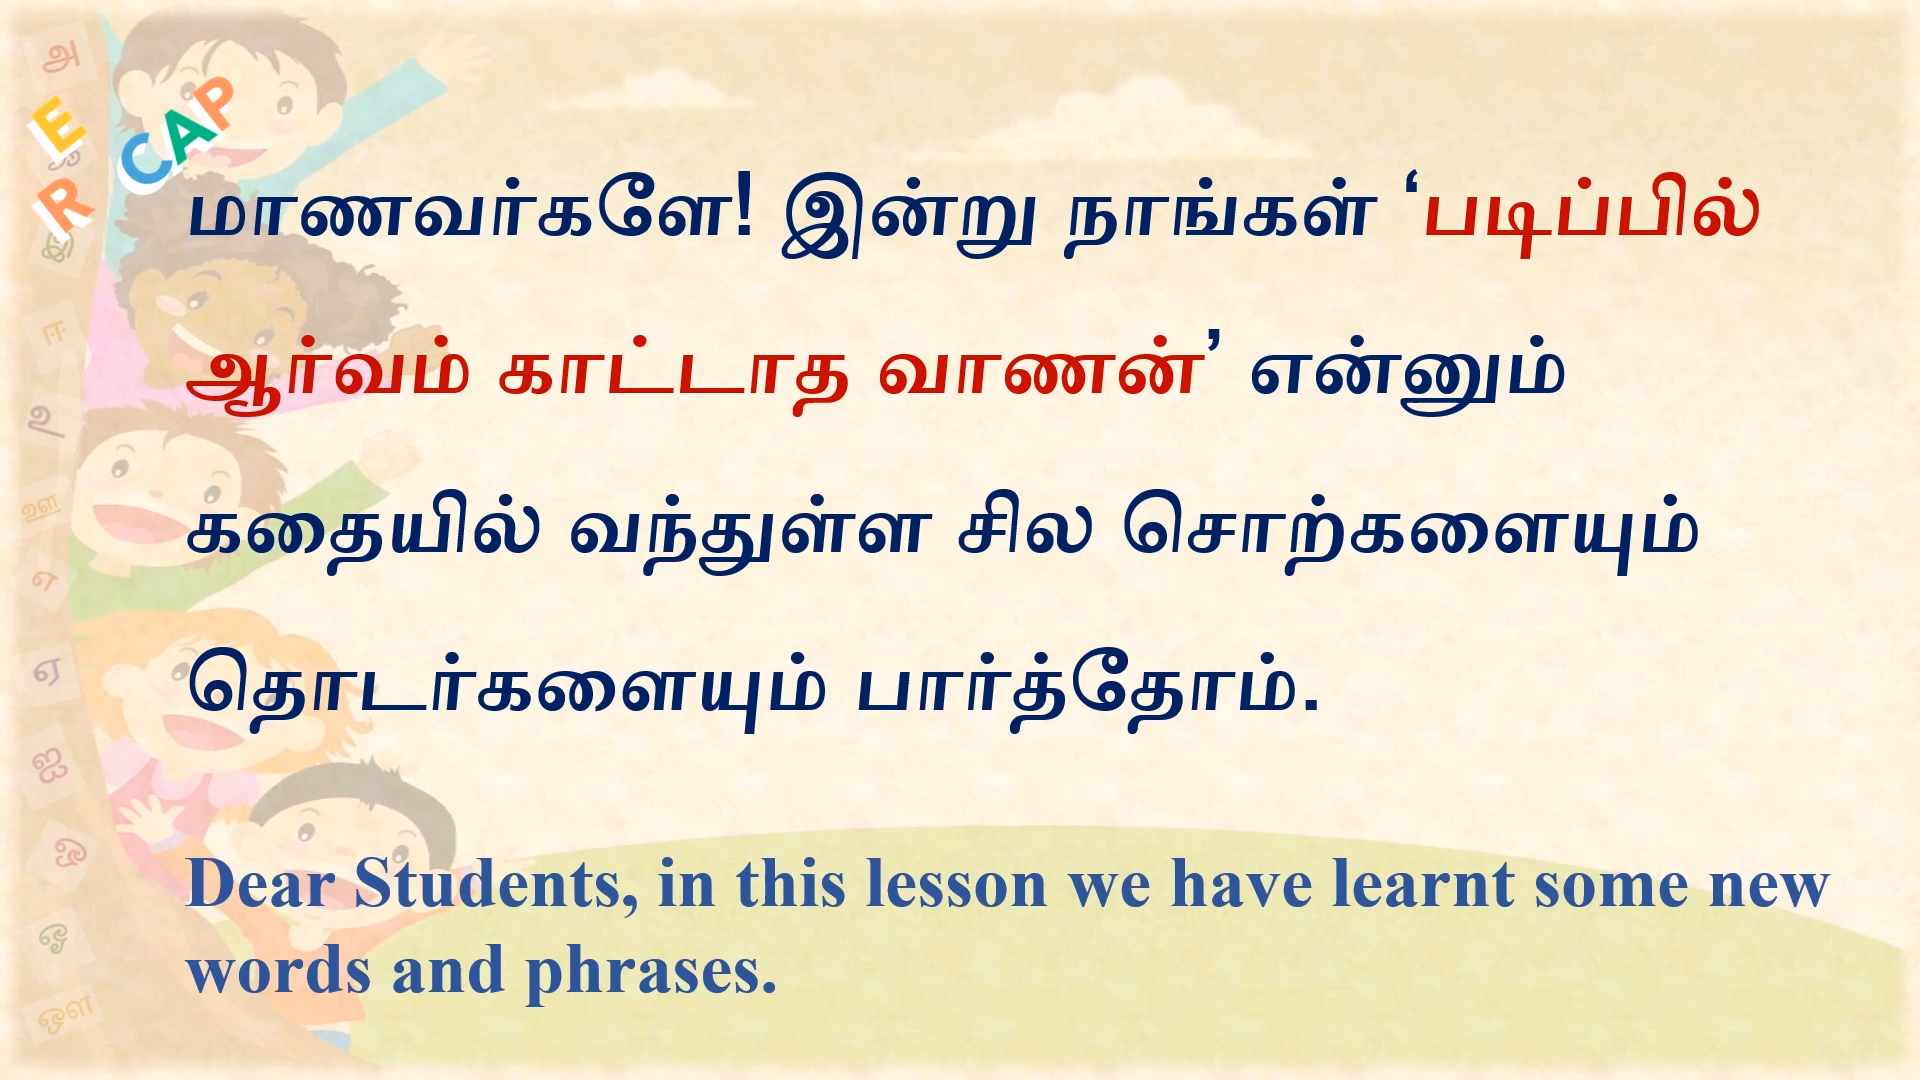 RECAP
மாணவர்களே! இன்று நாங்கள் ‘படிப்பில்
ஆர்வம் காட்டாத வாணன்’ என்னும்
கதையில் வந்துள்ள சில சொற்களையும்
தொடர்களையும் பார்த்தோம்.
Dear Students, in this lesson we have learnt some new
words and phrases.
அ
ஆ
இ
ஈ
உ
ஊ
எ
ஏ
ஐ
ஒ
ஓ
ஔ